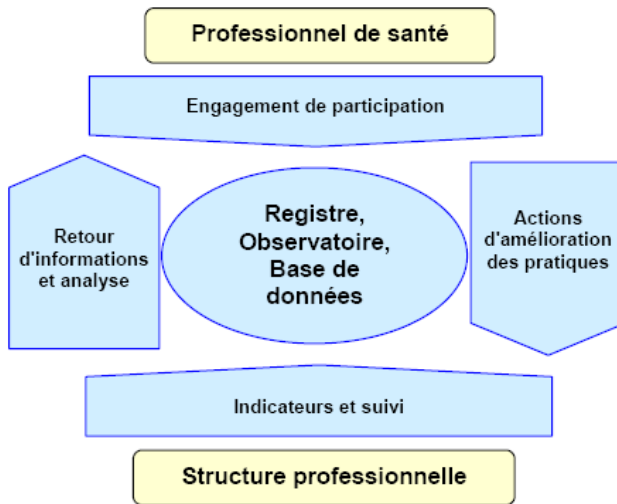 Professionnel de santé
Engagement de participation
Retour
d'informations
et analyse
Registre,
Observatoire,
Base de
données
Actions
d'amélioration
des pratiques
Indicateurs et suivi
Structure professionnelle